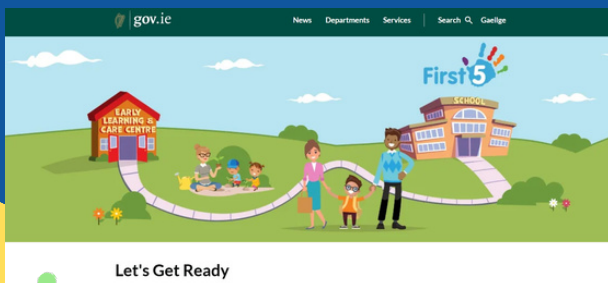 gov.ie
News Departments Services Search Gaeilge
First 5
EARLY
LEARNING &
CARE CENTRE
SCHOOL
Let's Get Ready